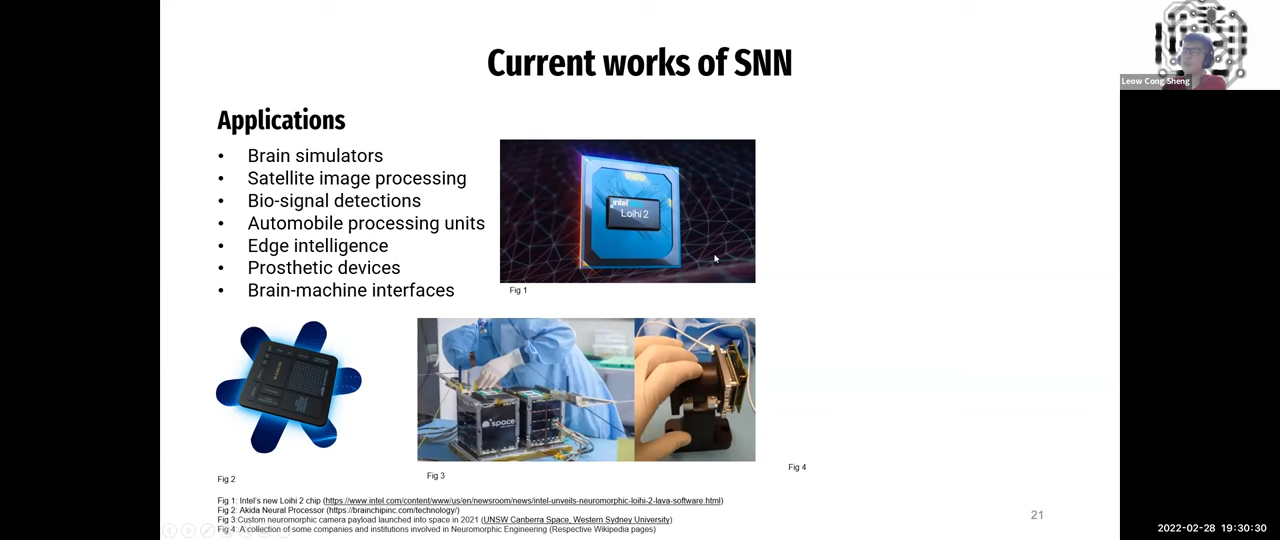 Current works of SNN
Leow Cong Sheng
Applications
• Brain simulators
• Satellite image processing
• Bio-signal detections
• Automobile processing units
• Edge intelligence
• Prosthetic devices
• Brain-machine interfaces
intel
Loihi 2
Fig 1
space
Fig 2
Fig 3
Fig 4
Fig 1: Intel's new Loihi 2 chip (https://www.intel.com/content/www/us/en/newsroom/news/intel-unveils-neuromorphic-loihi-2-lava-software.html)
Fig 2: Akida Neural Processor (https://brainchipinc.com/technology/)
Fig 3:Custom neuromorphic camera payload launched into space in 2021 (UNSW Canberra Space, Western Sydney University)
Fig 4: A collection of some companies and institutions involved in Neuromorphic Engineering (Respective Wikipedia pages)
21
2022-02-28 19:30:30